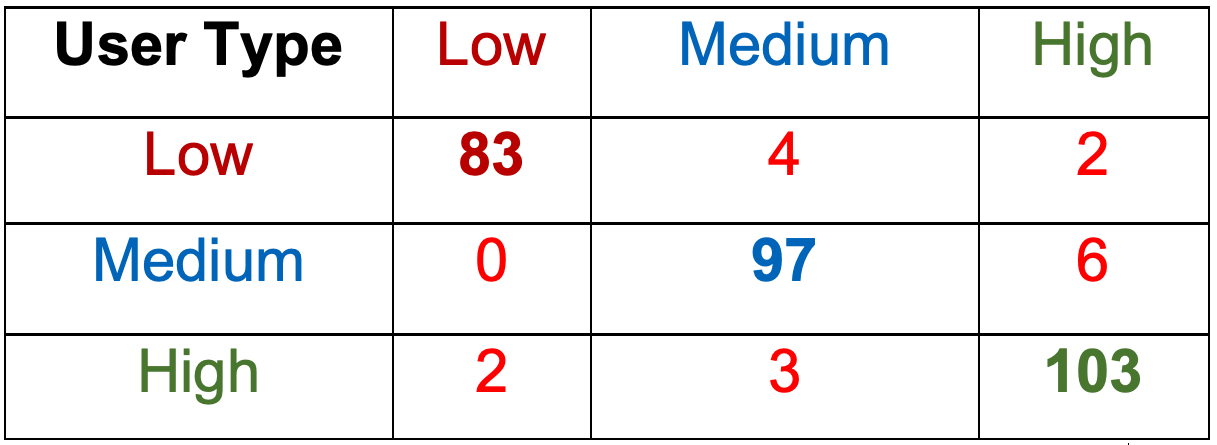 User Type Low Medium High
Low 83 4 2
Medium 0 97 6
High 2 3 103